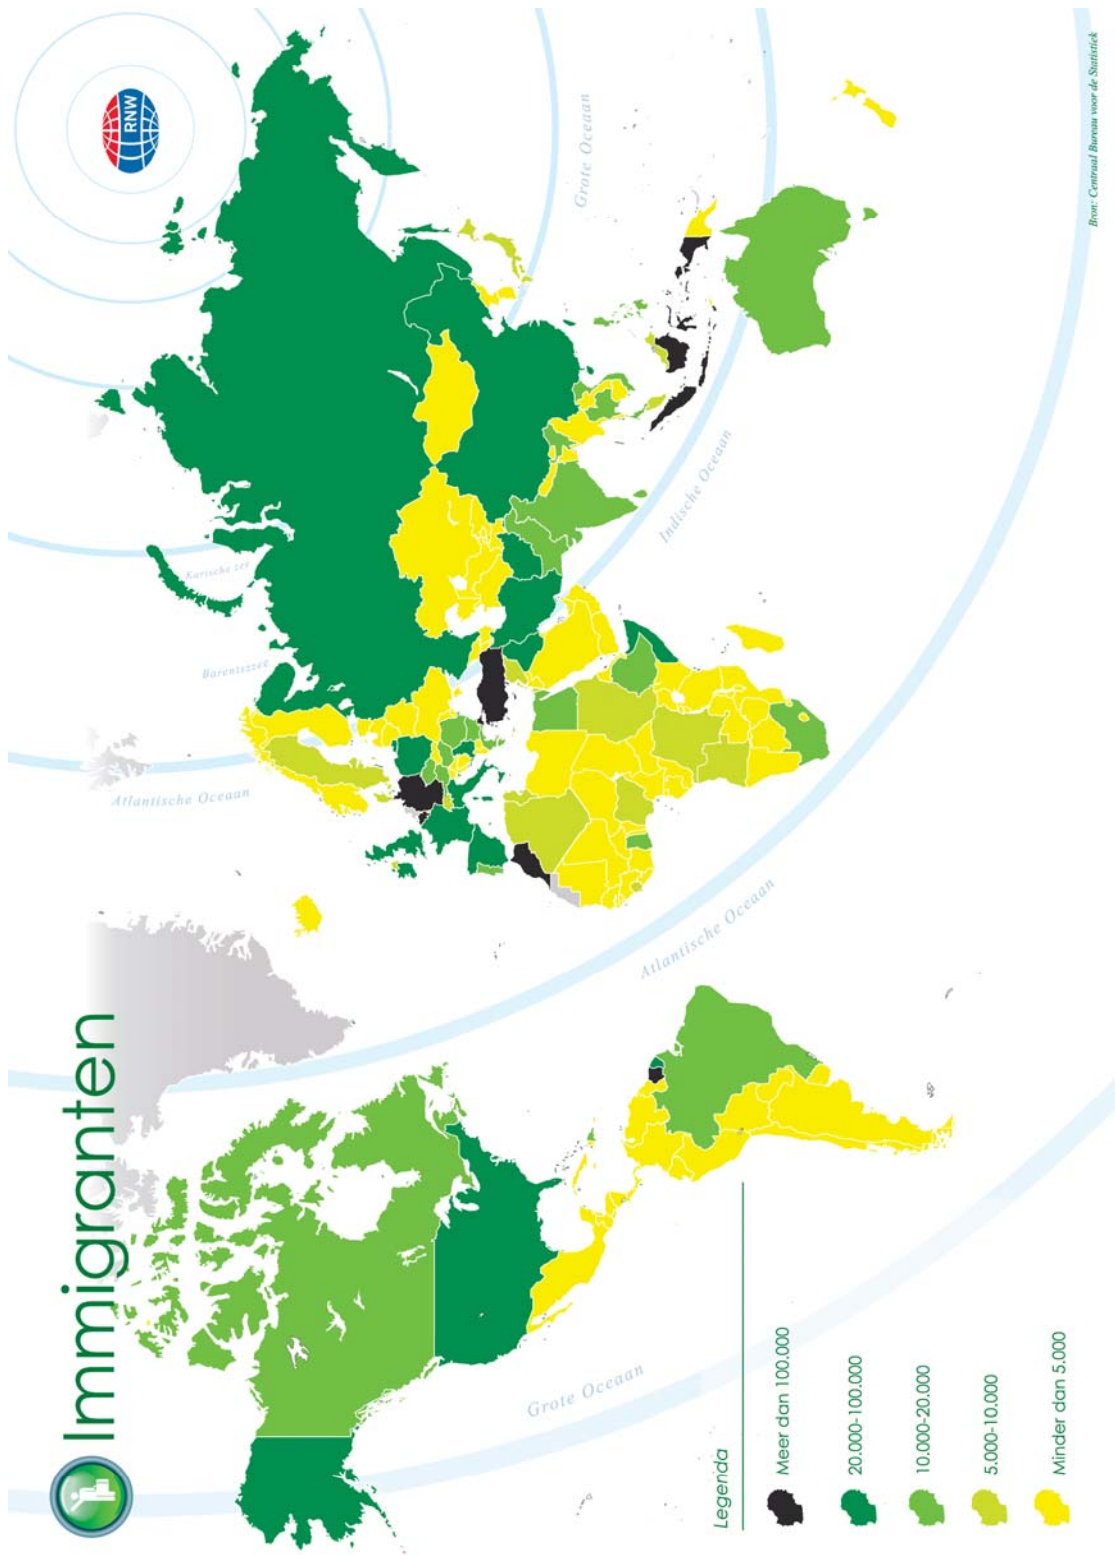 Immigranten
RNW
Grote Oceaan
Karische zee
Barentszzee
Atlantische Oceaan
Indische Oceaan
Atlantische Oceaan
Grote Oceaan
Legenda
Meer dan 100.000
20.000-100.000
10.000-20.000
5.000-10.000
Minder dan 5.000
Bron: Centraal Bureau voor de Statistiek